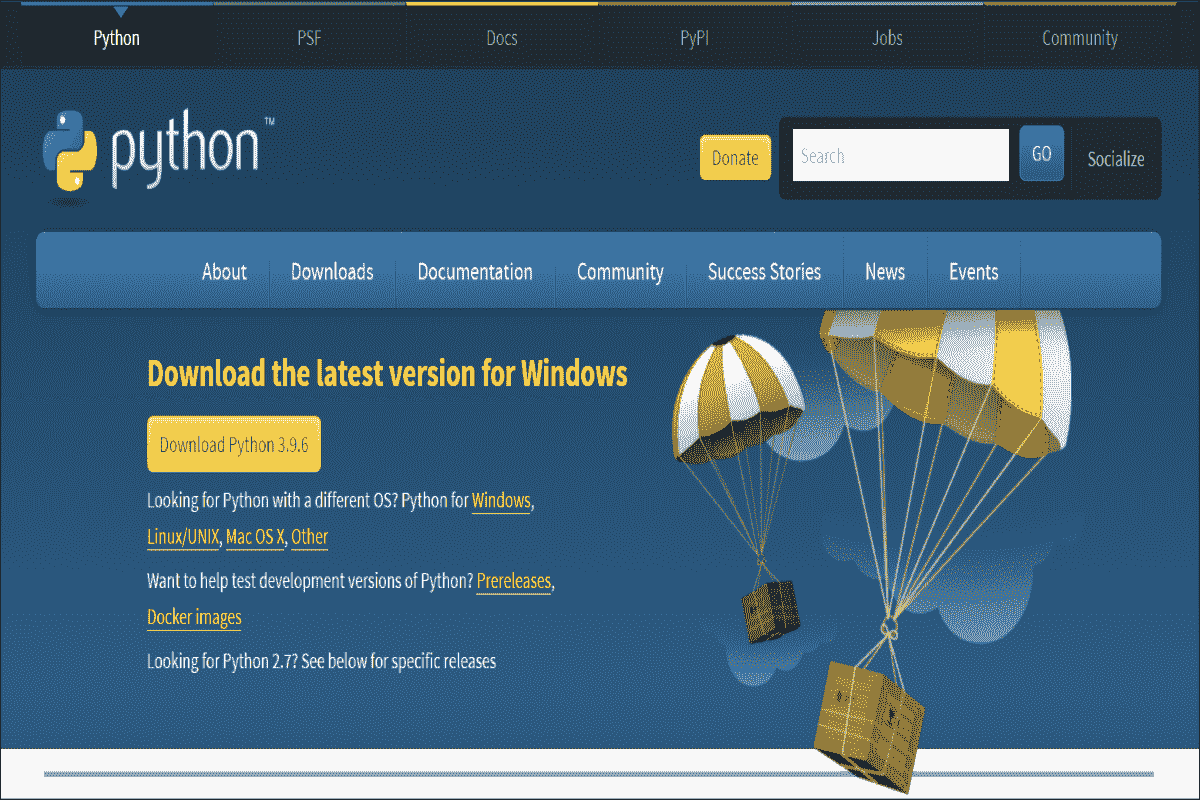 Python PSF Docs PyPI Jobs Community
python™
Donate Search GO Socialize
About Downloads Documentation Community Success Stories News Events
Download the latest version for Windows
Download Python 3.9.6
Looking for Python with a different OS? Python for Windows,
Linux/UNIX, Mac OS X, Other
Want to help test development versions of Python? Prereleases,
Docker images
Looking for Python 2.7? See below for specific releases